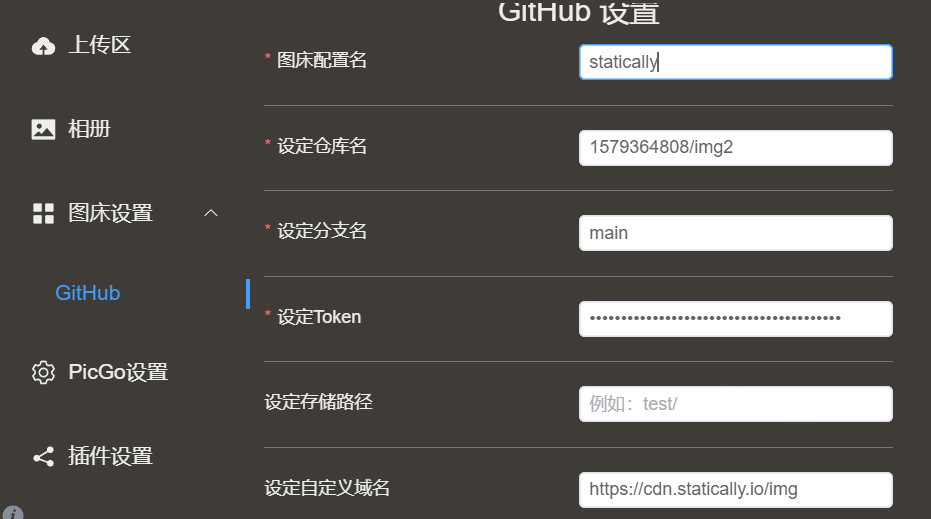 GitHub 设置
上传区
* 图床配置名
statically
相册
* 设定仓库名
1579364808/img2
图床设置
* 设定分支名
main
GitHub
* 设定Token
••••••••••••••••••••••••••••••••••••••••
PicGo设置
设定存储路径
例如：test/
插件设置
设定自定义域名
https://cdn.statically.io/img